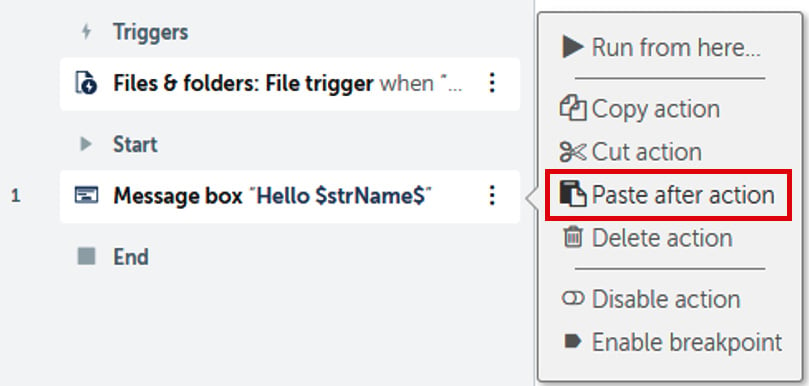 Triggers
Files & folders: File trigger when “...
Start
1
Message box “Hello $strName$”
End
Run from here...
Copy action
Cut action
Paste after action
Delete action
Disable action
Enable breakpoint